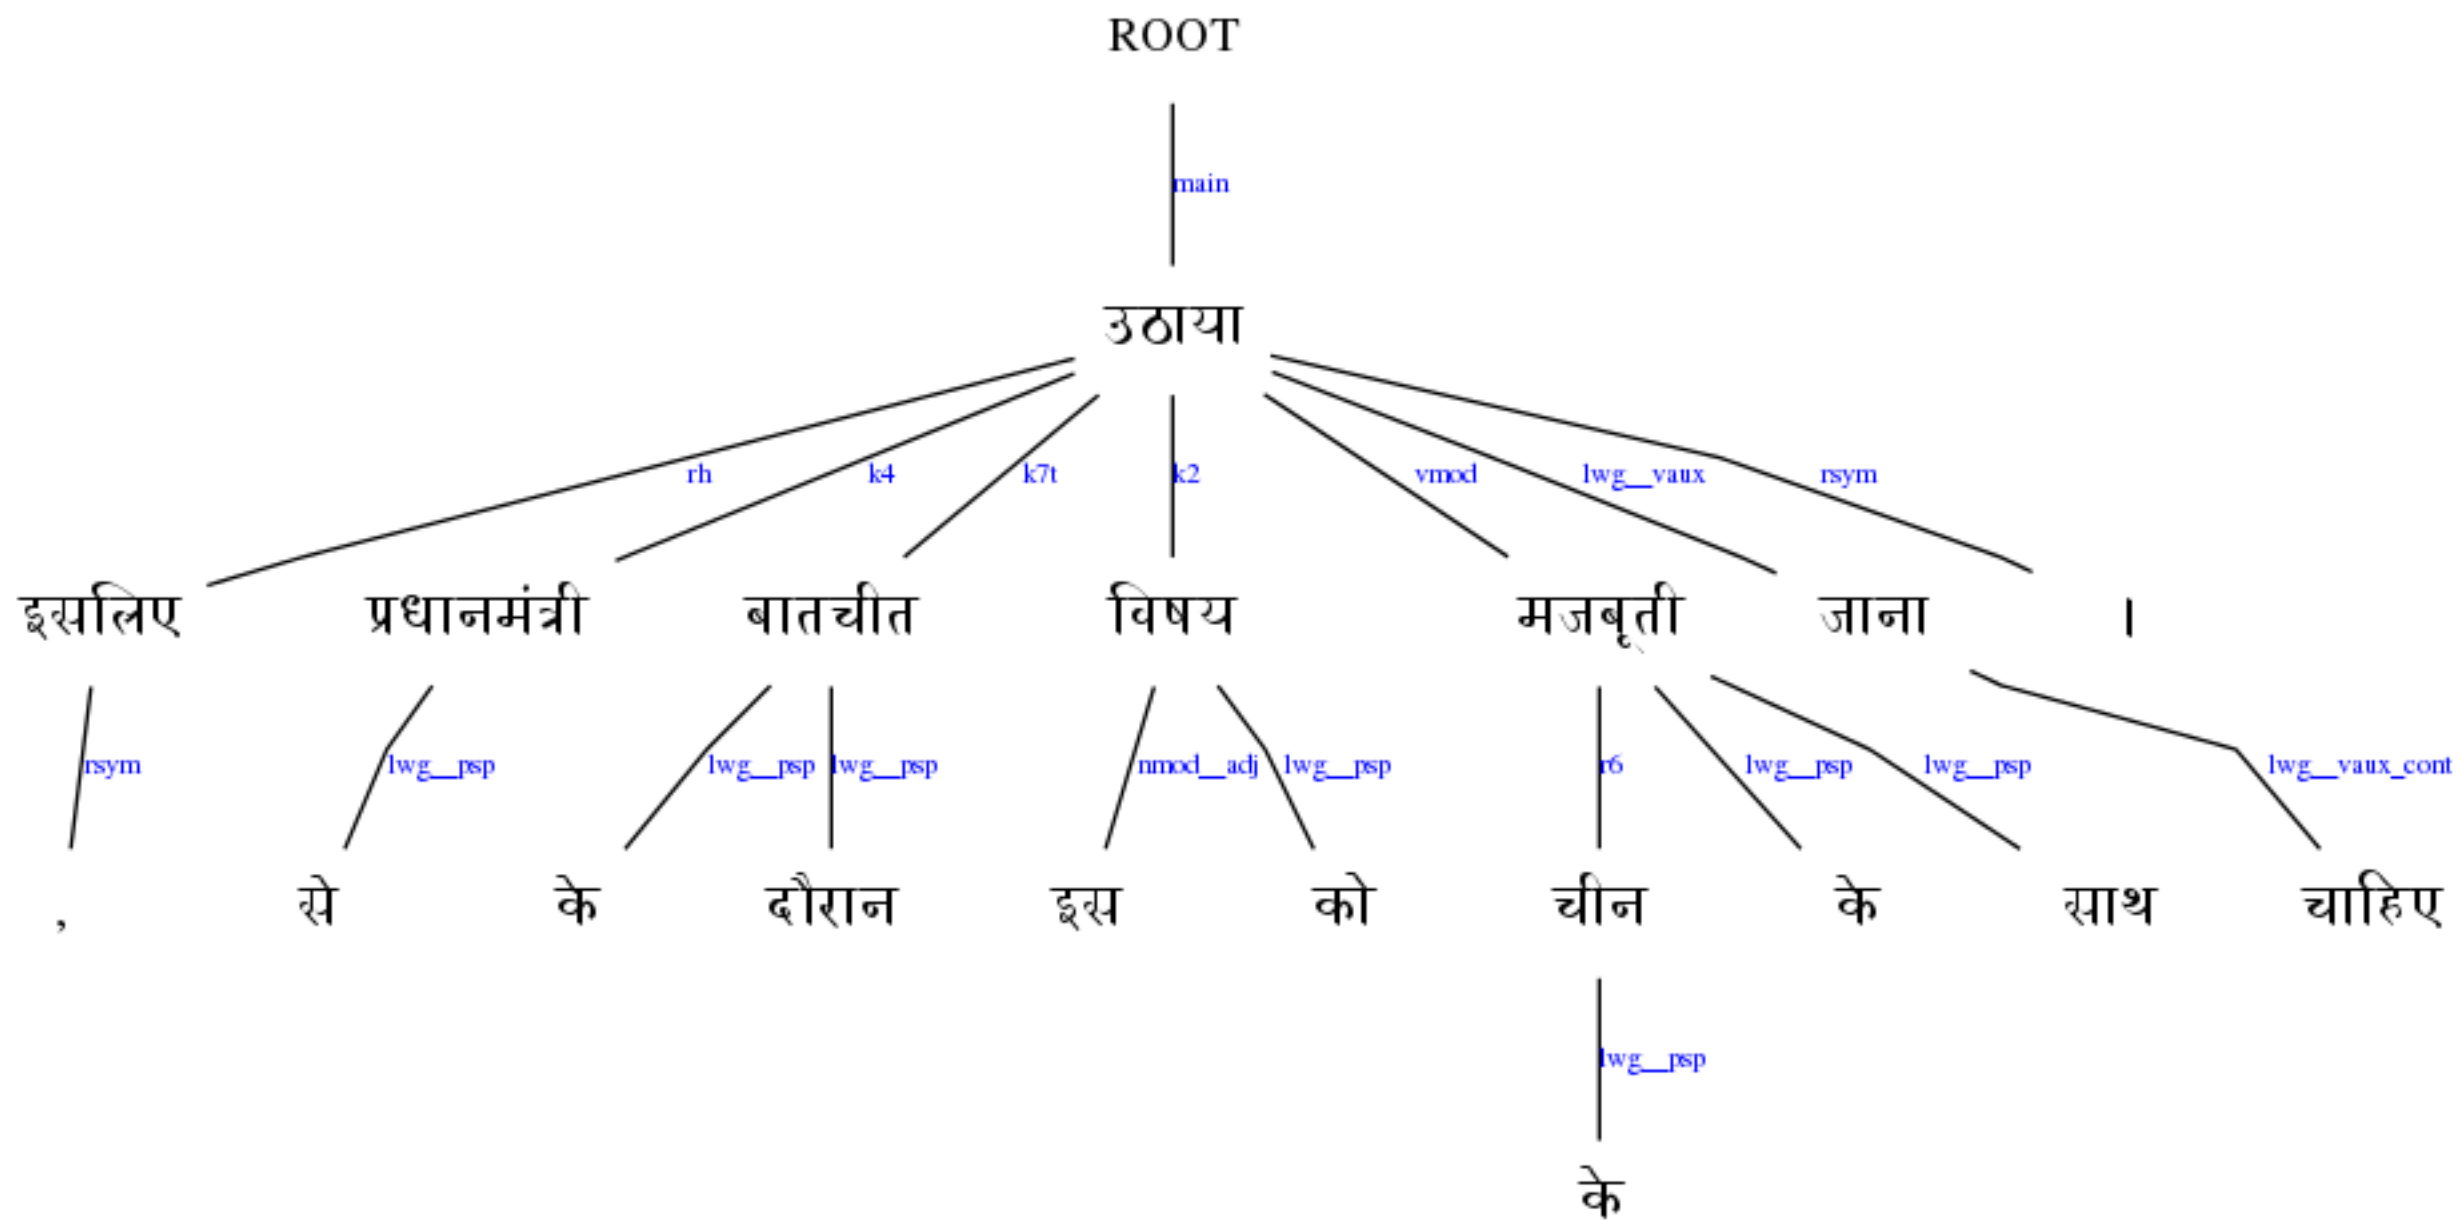 ROOT
main
उठाया
rh k4 k7t k2 vmod lwg__vaux rsym
इसलिए प्रधानमंत्री बातचीत विषय मजबूती जाना ।
rsym lwg__psp lwg__psp lwg__psp nmod__adj lwg__psp r6 lwg__psp lwg__psp lwg__vaux_cont
, से के दौरान इस को चीन के साथ चाहिए
lwg__psp
के